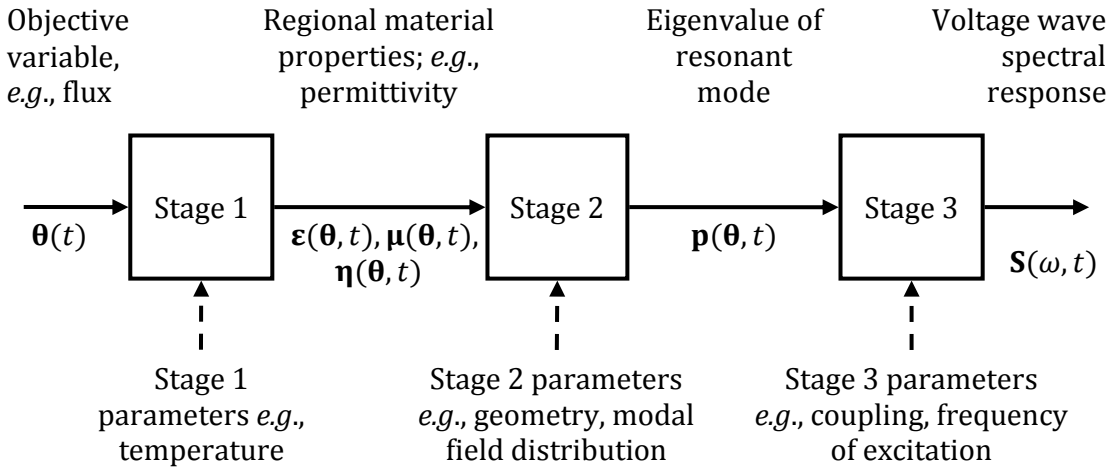 Objective
variable,
e.g., flux
Regional material
properties; e.g.,
permittivity
Eigenvalue of
resonant
mode
Voltage wave
spectral
response
Stage 1
Stage 2
Stage 3
θ(t)
ε(θ, t), μ(θ, t),
η(θ, t)
p(θ, t)
S(ω, t)
Stage 1
parameters e.g.,
temperature
Stage 2 parameters
e.g., geometry, modal
field distribution
Stage 3 parameters
e.g., coupling, frequency
of excitation